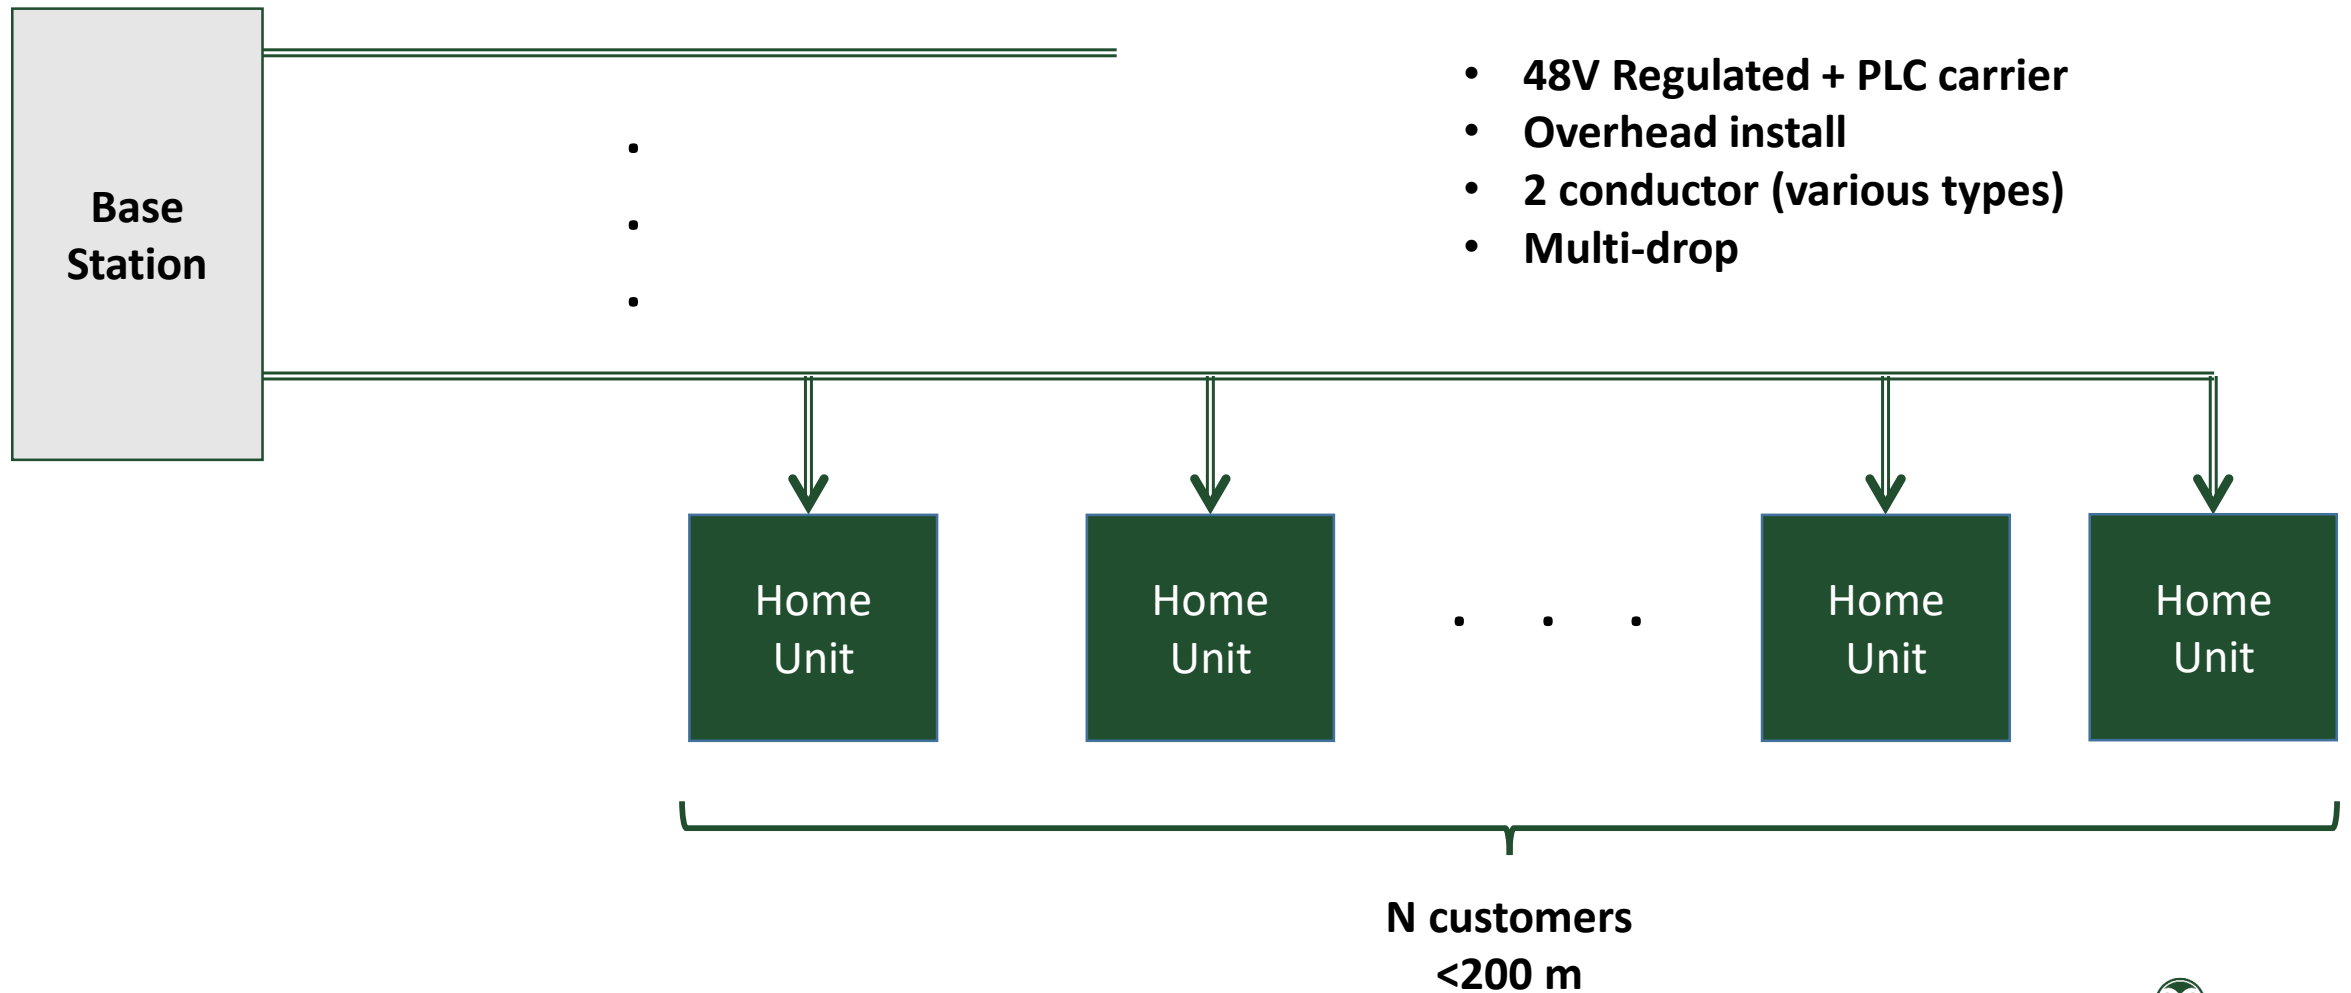 Base
Station
• 48V Regulated + PLC carrier
• Overhead install
• 2 conductor (various types)
• Multi-drop
Home
Unit
Home
Unit
. . .
Home
Unit
Home
Unit
N customers
<200 m